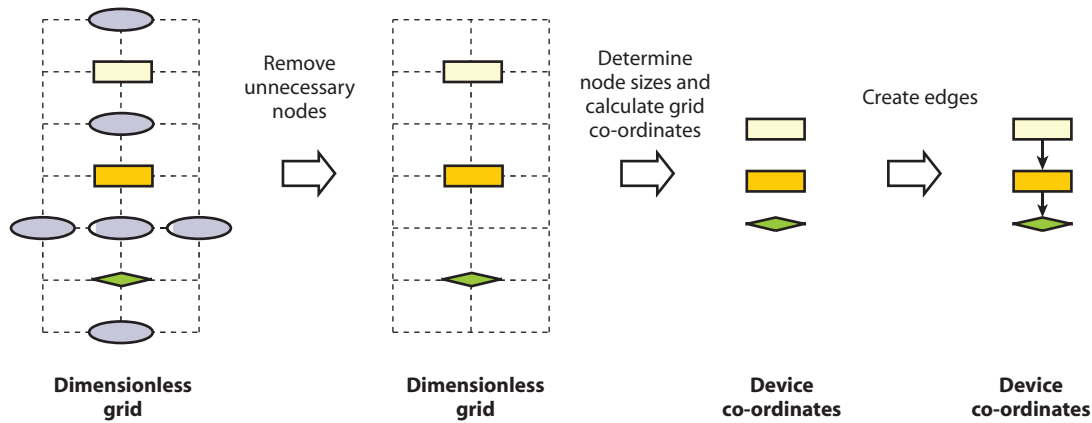 Remove
unnecessary
nodes
Determine
node sizes and
calculate grid
co-ordinates
Create edges
Dimensionless
grid
Dimensionless
grid
Device
co-ordinates
Device
co-ordinates